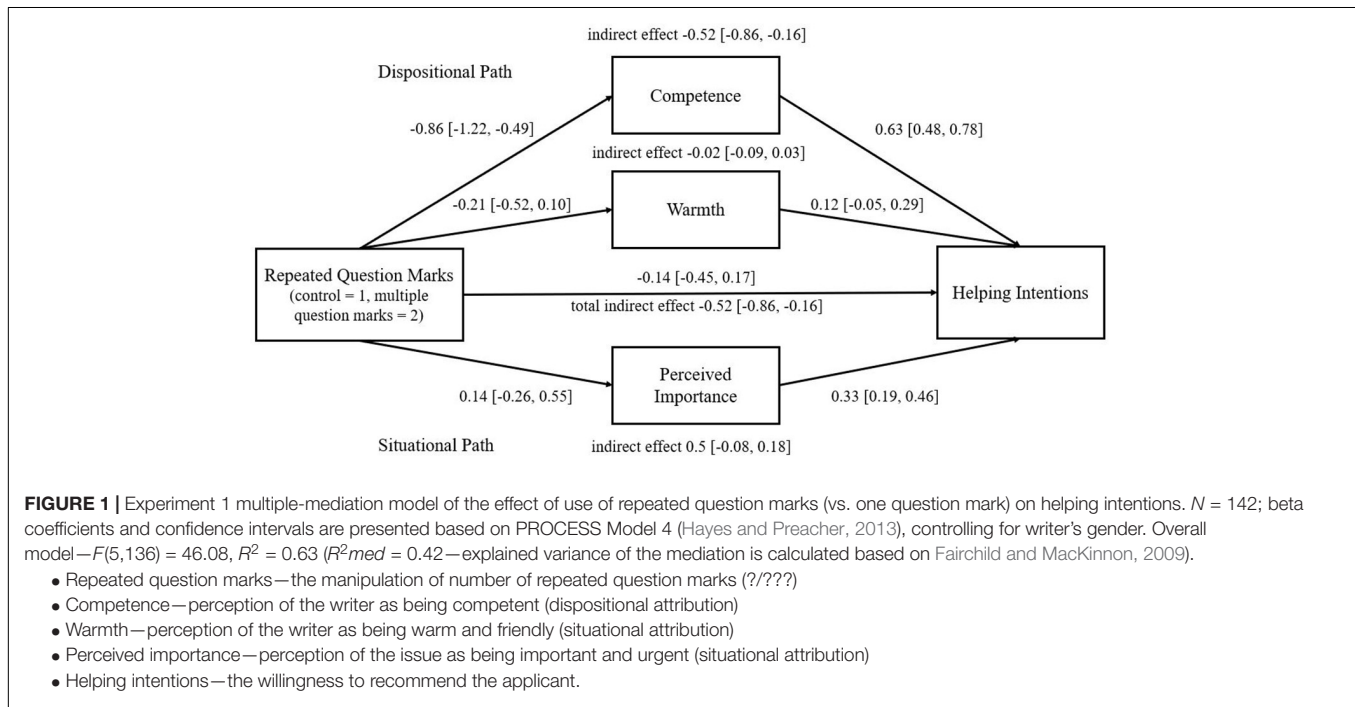 indirect effect -0.52 [-0.86, -0.16]
Dispositional Path
Competence
-0.86 [-1.22, -0.49]
0.63 [0.48, 0.78]
indirect effect -0.02 [-0.09, 0.03]
-0.21 [-0.52, 0.10]
Warmth
0.12 [-0.05, 0.29]
Repeated Question Marks
(control = 1, multiple
question marks = 2)
-0.14 [-0.45, 0.17]
total indirect effect -0.52 [-0.86, -0.16]
Helping Intentions
Perceived
Importance
0.14 [-0.26, 0.55]
0.33 [0.19, 0.46]
Situational Path
indirect effect 0.5 [-0.08, 0.18]
FIGURE 1 | Experiment 1 multiple-mediation model of the effect of use of repeated question marks (vs. one question mark) on helping intentions. N = 142; beta
coefficients and confidence intervals are presented based on PROCESS Model 4 (Hayes and Preacher, 2013), controlling for writer's gender. Overall
model—F(5,136) = 46.08, R² = 0.63 (R²med = 0.42—explained variance of the mediation is calculated based on Fairchild and MacKinnon, 2009).
• Repeated question marks—the manipulation of number of repeated question marks (?/???)
• Competence—perception of the writer as being competent (dispositional attribution)
• Warmth—perception of the writer as being warm and friendly (situational attribution)
• Perceived importance—perception of the issue as being important and urgent (situational attribution)
• Helping intentions—the willingness to recommend the applicant.